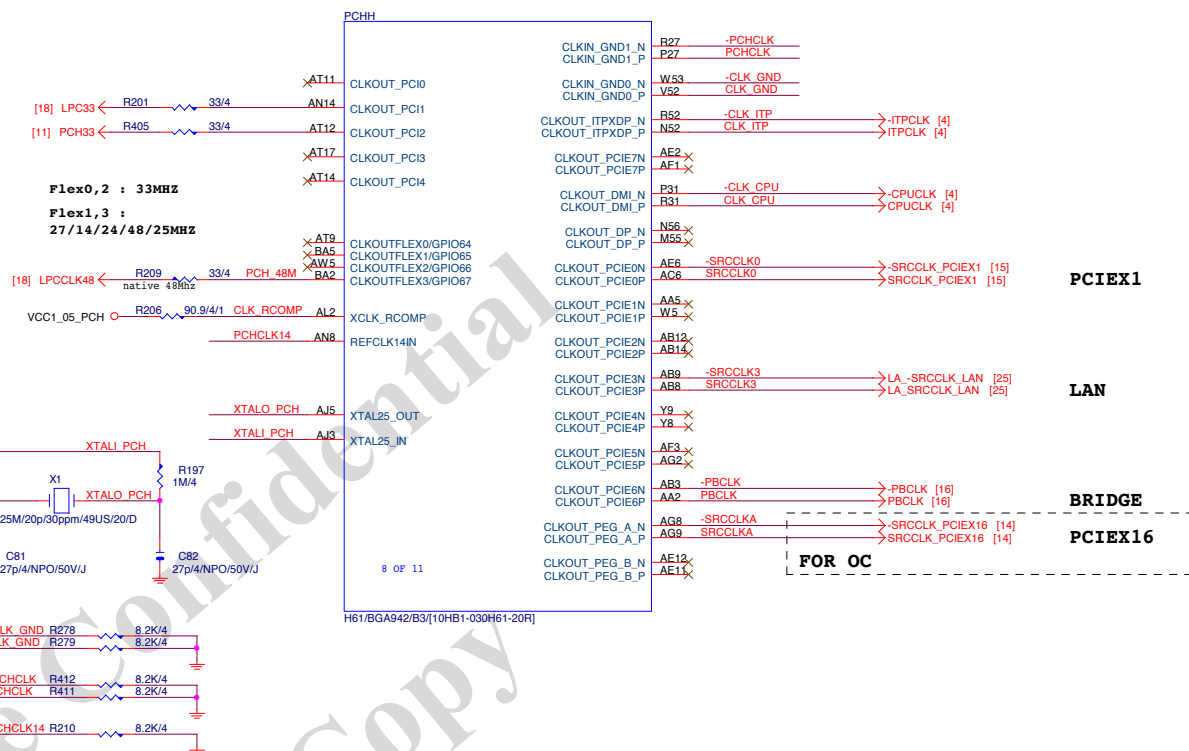 PCHH
AT11 CLKOUT_PCI0
[18] LPC33 R201 33/4 AN14 CLKOUT_PCI1
[11] PCH33 R405 33/4 AT12 CLKOUT_PCI2
AT17 CLKOUT_PCI3
AT14 CLKOUT_PCI4
Flex0,2 : 33MHZ
Flex1,3 :
27/14/24/48/25MHZ
AT9 CLKOUTFLEX0/GPIO64
BA5 CLKOUTFLEX1/GPIO65
AW5 CLKOUTFLEX2/GPIO66
[18] LPCCLK48 R209 33/4 PCH_48M BA2 CLKOUTFLEX3/GPIO67
native 48Mhz
VCC1_05_PCH R206 90.9/4/1 CLK_RCOMP AL2 XCLK_RCOMP
PCHCLK14 AN8 REFCLK14IN
XTALO_PCH AJ5 XTAL25_OUT
XTALI_PCH AJ3 XTAL25_IN
CLKIN_GND1_N R27 -PCHCLK
CLKIN_GND1_P P27 PCHCLK
CLKIN_GND0_N W53 -CLK_GND
CLKIN_GND0_P V52 CLK_GND
CLKOUT_ITPXDP_N R52 -CLK_ITP -ITPCLK [4]
CLKOUT_ITPXDP_P N52 CLK_ITP ITPCLK [4]
CLKOUT_PCIE7N AE2
CLKOUT_PCIE7P AF1
CLKOUT_DMI_N P31 -CLK_CPU -CPUCLK [4]
CLKOUT_DMI_P R31 CLK_CPU CPUCLK [4]
CLKOUT_DP_N N56
CLKOUT_DP_P M55
CLKOUT_PCIE0N AE6 -SRCCLK0 -SRCCLK_PCIEX1 [15]
CLKOUT_PCIE0P AC6 SRCCLK0 SRCCLK_PCIEX1 [15]
PCIEX1
CLKOUT_PCIE1N AA5
CLKOUT_PCIE1P W5
CLKOUT_PCIE2N AB12
CLKOUT_PCIE2P AB14
CLKOUT_PCIE3N AB9 -SRCCLK3 LA_-SRCCLK_LAN [25]
CLKOUT_PCIE3P AB8 SRCCLK3 LA_SRCCLK_LAN [25]
LAN
CLKOUT_PCIE4N Y9
CLKOUT_PCIE4P Y8
CLKOUT_PCIE5N AF3
CLKOUT_PCIE5P AG2
CLKOUT_PCIE6N AB3 -PBCLK -PBCLK [16]
CLKOUT_PCIE6P AA2 PBCLK PBCLK [16]
BRIDGE
CLKOUT_PEG_A_N AG8 -SRCCLKA -SRCCLK_PCIEX16 [14]
CLKOUT_PEG_A_P AG9 SRCCLKA SRCCLK_PCIEX16 [14]
PCIEX16
CLKOUT_PEG_B_N AE12
CLKOUT_PEG_B_P AE11
FOR OC
8 OF 11
H61/BGA942/B3/[10HB1-030H61-20R]
XTALI_PCH
R197
1M/4
X1
XTALO_PCH
25M/20p/30ppm/49US/20/D
C81
27p/4/NPO/50V/J
C82
27p/4/NPO/50V/J
LK_GND R278 8.2K/4
LK_GND R279 8.2K/4
CHCLK R412 8.2K/4
CHCLK R411 8.2K/4
HCLK14 R210 8.2K/4
Confidential
Copy